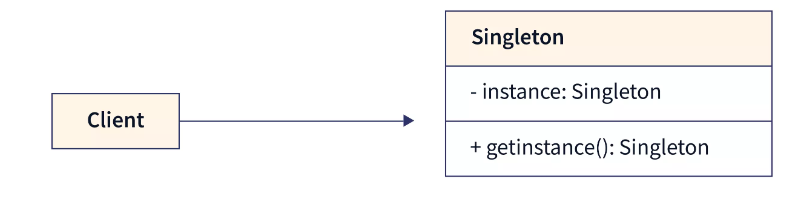 Singleton
- instance: Singleton
Client
+ getinstance(): Singleton